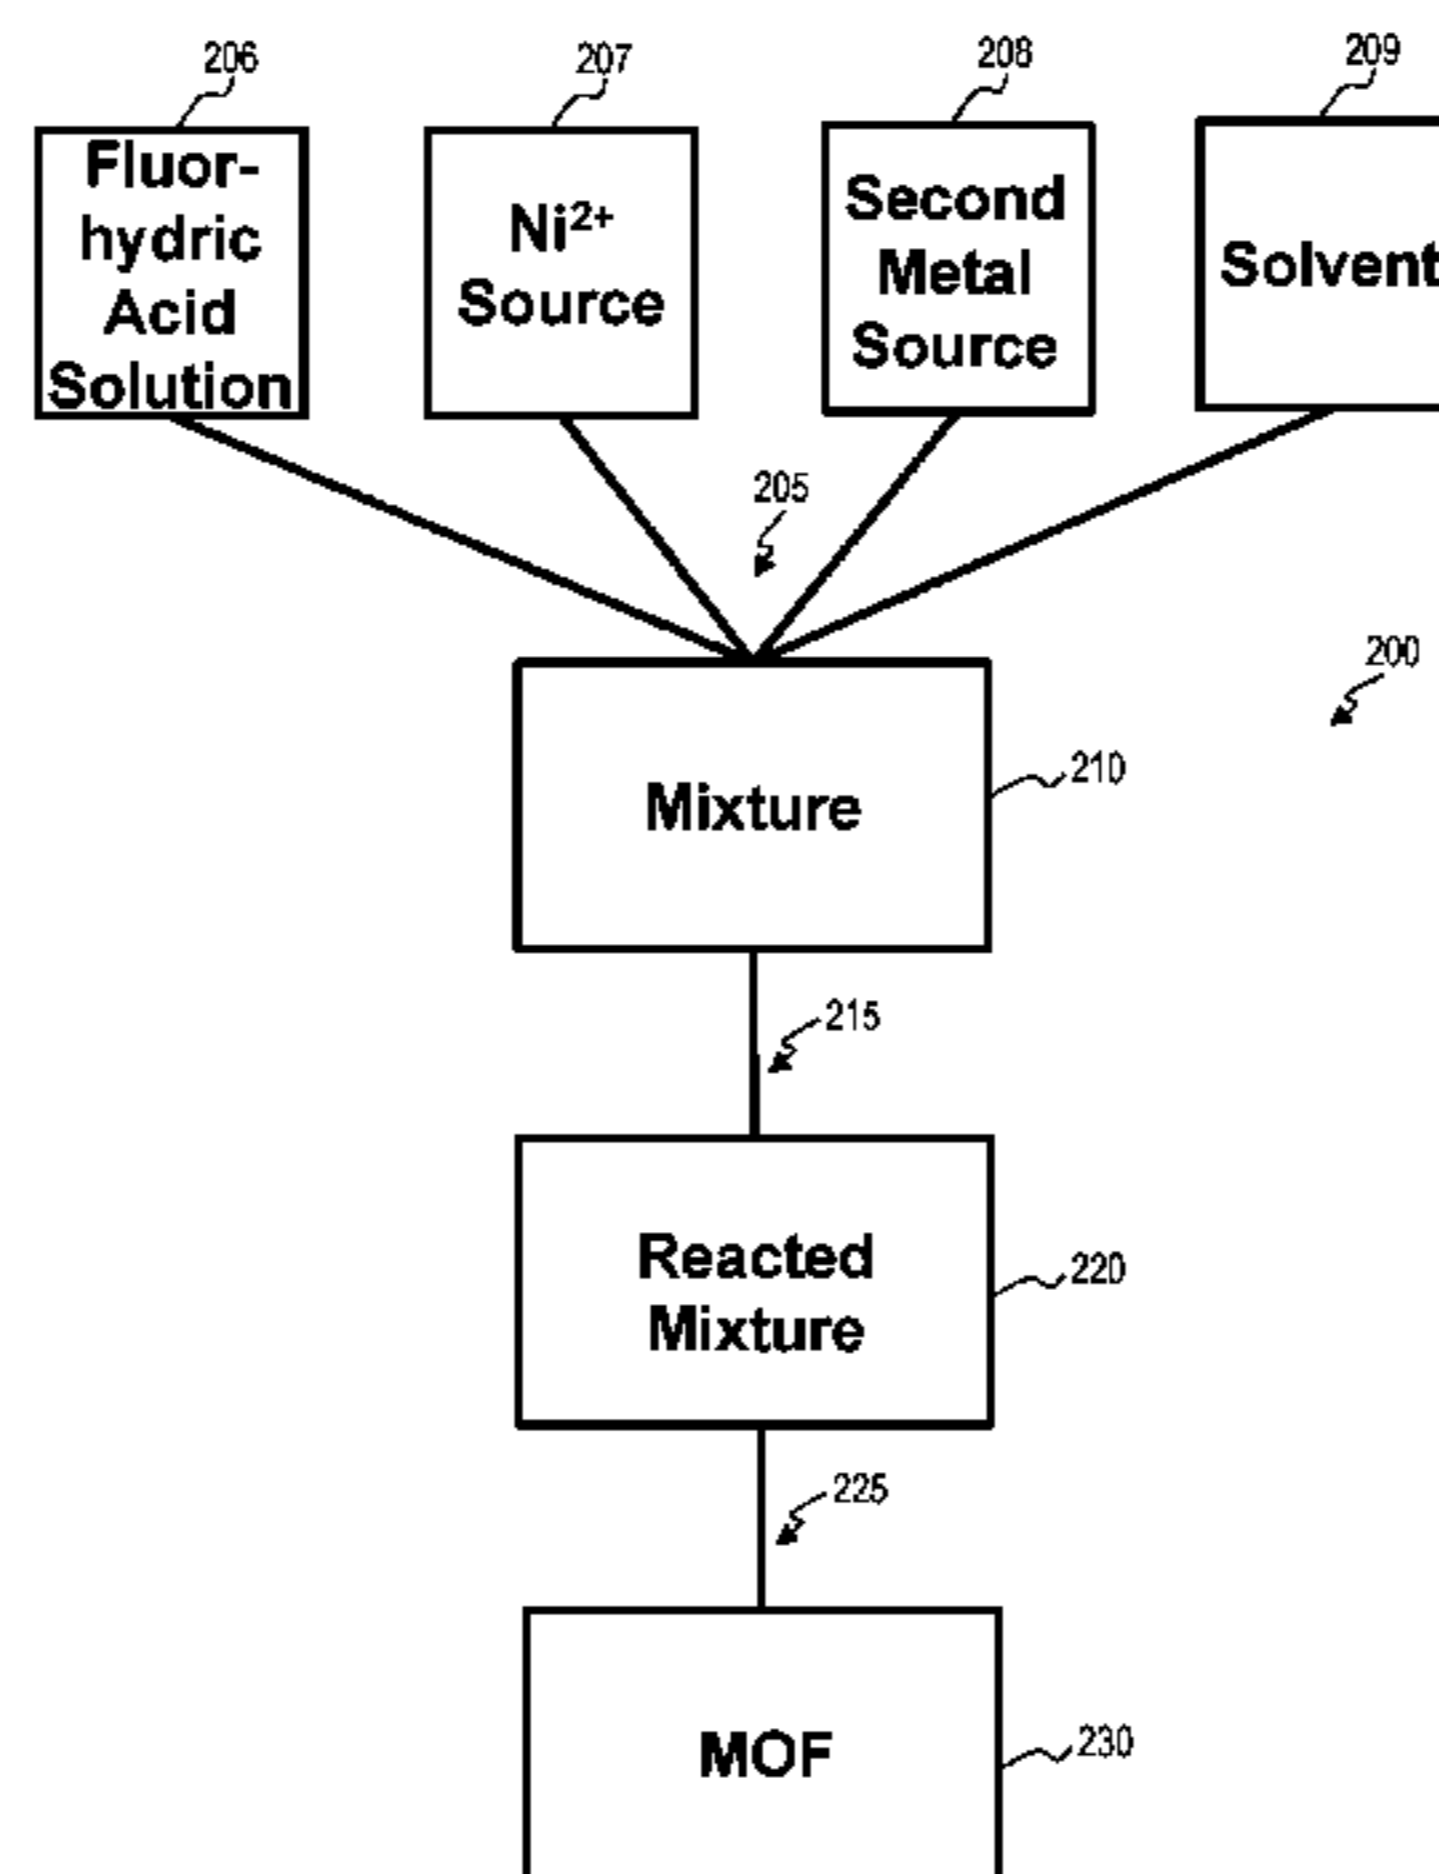 206
207
208
209
Fluor-
hydric
Acid
Solution
Ni²⁺
Source
Second
Metal
Source
Solvent
205
200
Mixture
210
215
Reacted
Mixture
220
225
MOF
230